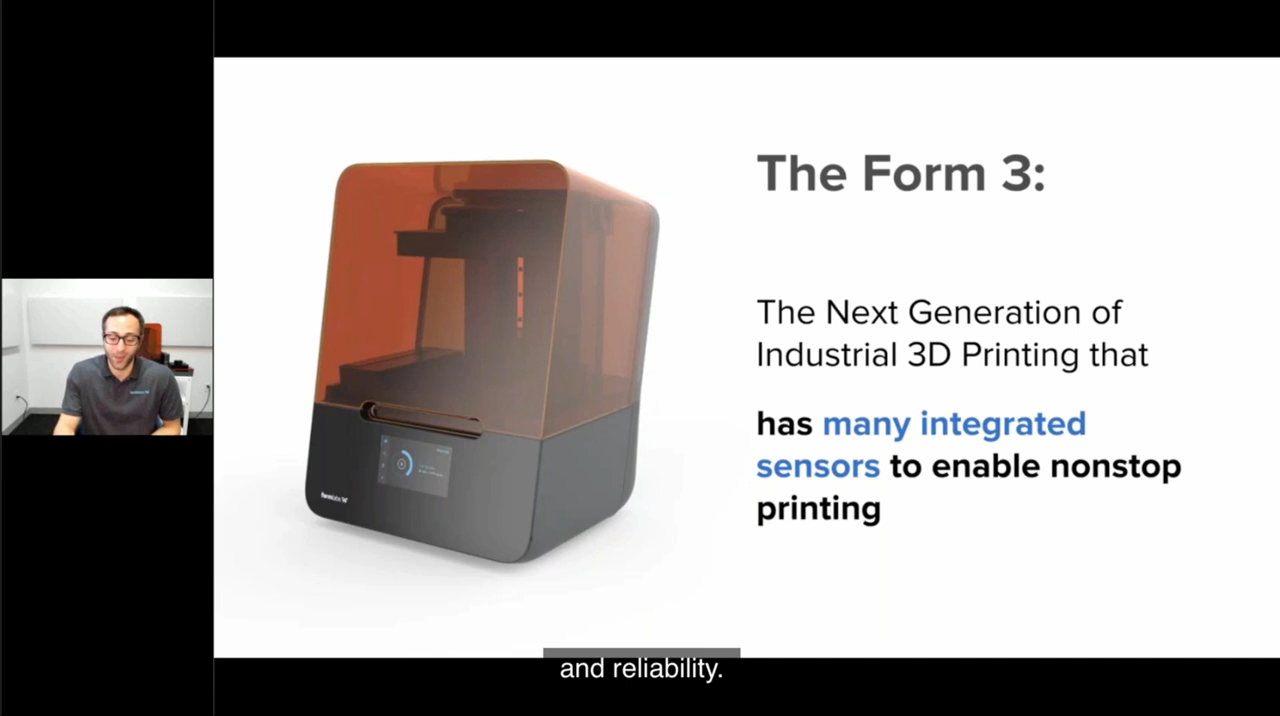 The Form 3:
The Next Generation of
Industrial 3D Printing that
has many integrated
sensors to enable nonstop
printing
formlabs
and reliability.